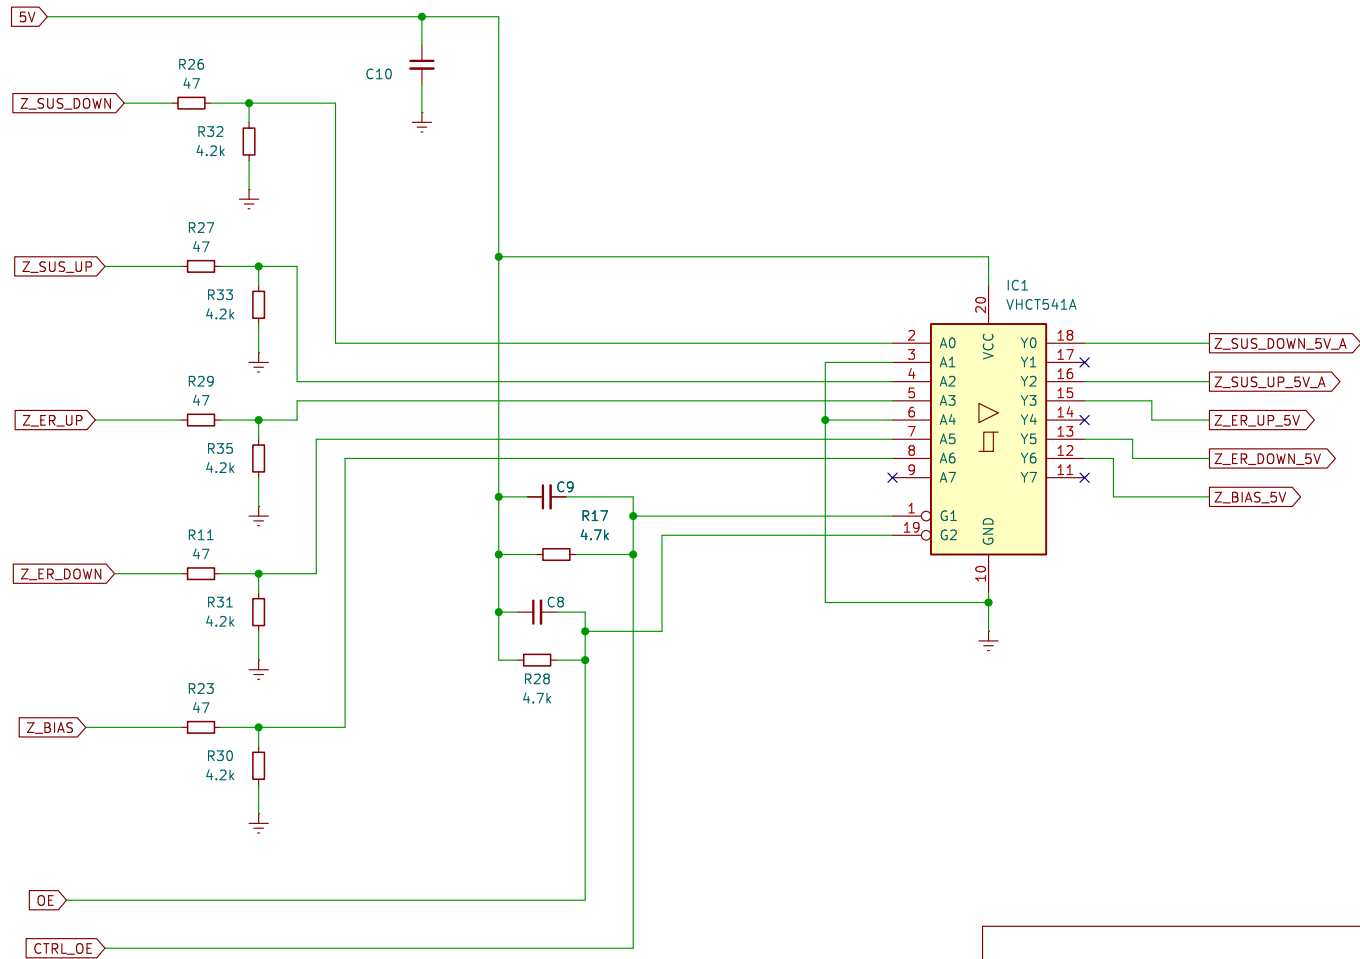 5V
C10
R26
47
Z_SUS_DOWN
R32
4.2k
R27
47
Z_SUS_UP
R33
4.2k
R29
47
Z_ER_UP
R35
4.2k
R11
47
Z_ER_DOWN
R31
4.2k
R23
47
Z_BIAS
R30
4.2k
OE
CTRL_OE
C9
R17
4.7k
C8
R28
4.7k
IC1
VHCT541A
20
VCC
2 A0 Y0 18
3 A1 Y1 17
4 A2 Y2 16
5 A3 Y3 15
6 A4 Y4 14
7 A5 Y5 13
8 A6 Y6 12
9 A7 Y7 11
1 G1
19 G2
GND
10
Z_SUS_DOWN_5V_A
Z_SUS_UP_5V_A
Z_ER_UP_5V
Z_ER_DOWN_5V
Z_BIAS_5V